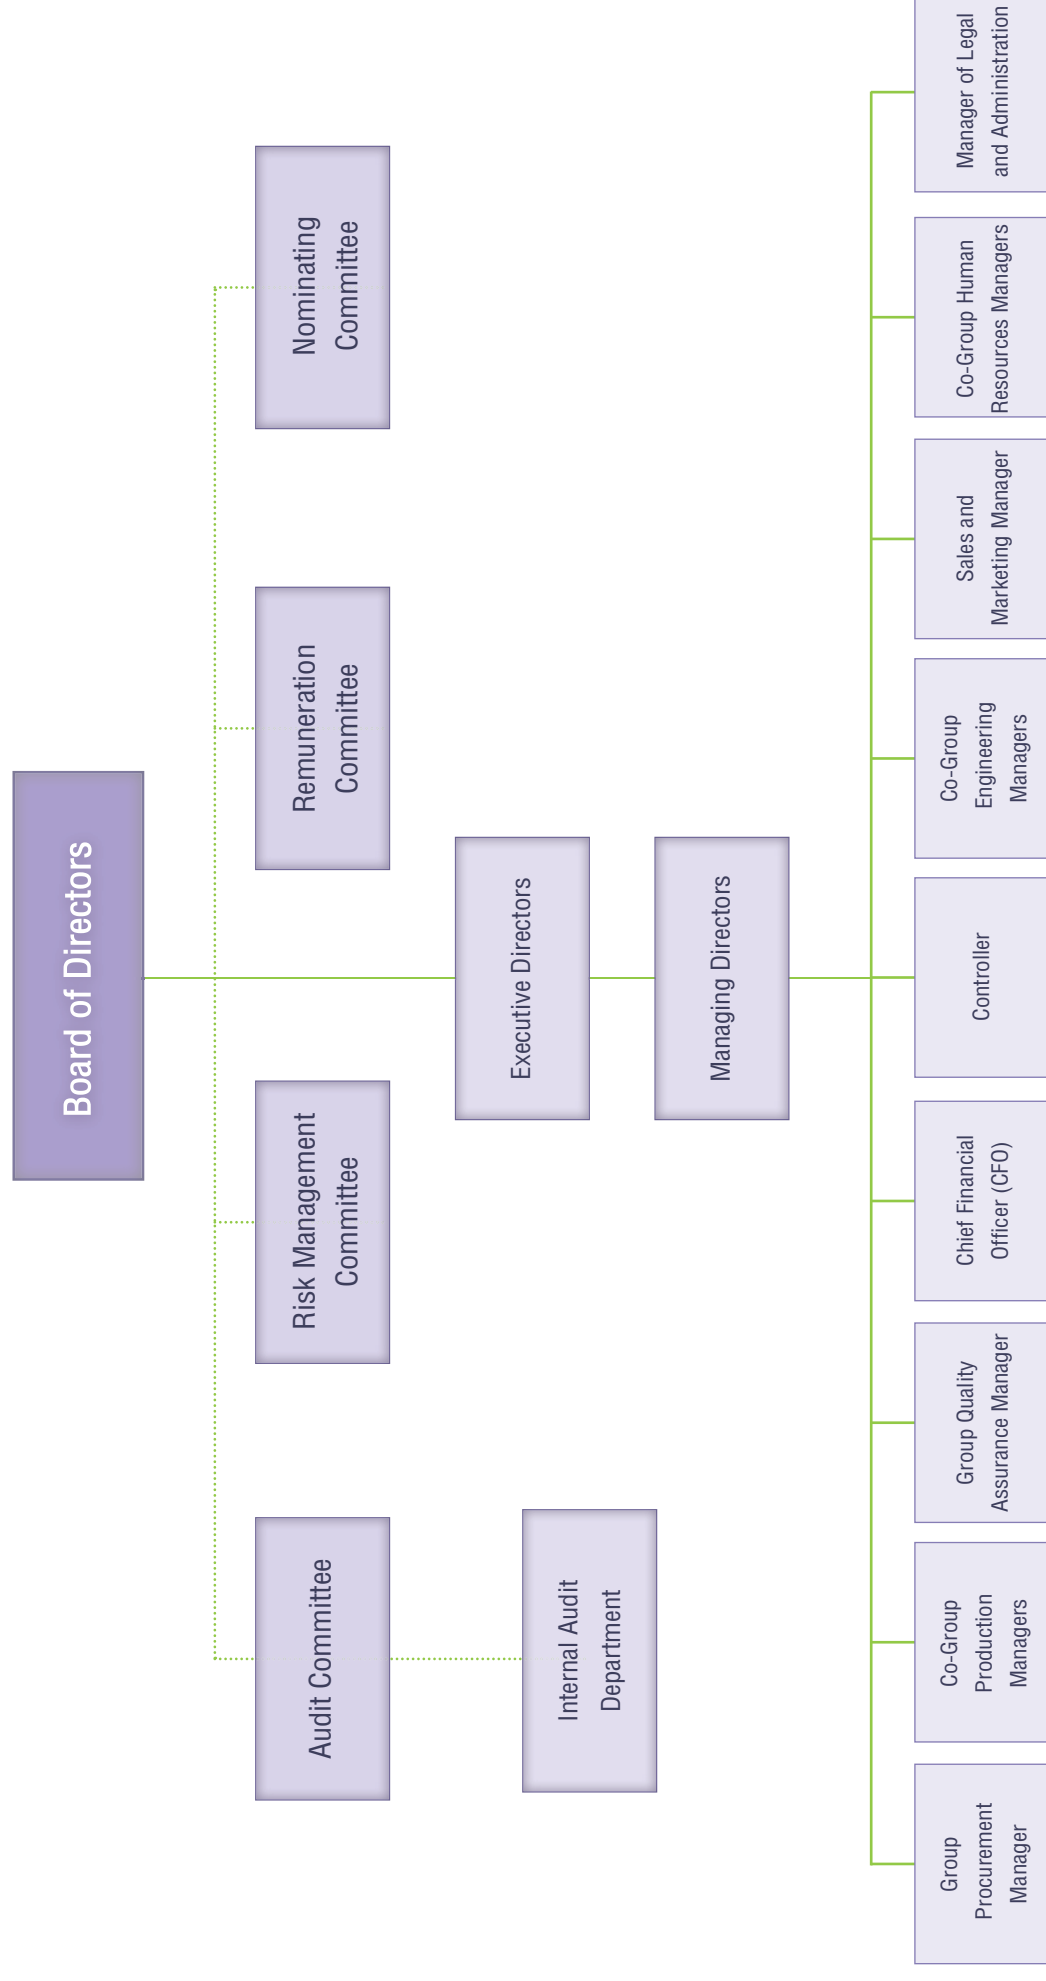 Board of Directors
Audit Committee
Risk Management
Committee
Remuneration
Committee
Nominating
Committee
Internal Audit
Department
Executive Directors
Managing Directors
Group
Procurement
Manager
Co-Group
Production
Managers
Group Quality
Assurance Manager
Chief Financial
Officer (CFO)
Controller
Co-Group
Engineering
Managers
Sales and
Marketing Manager
Co-Group Human
Resources Managers
Manager of Legal
and Administration